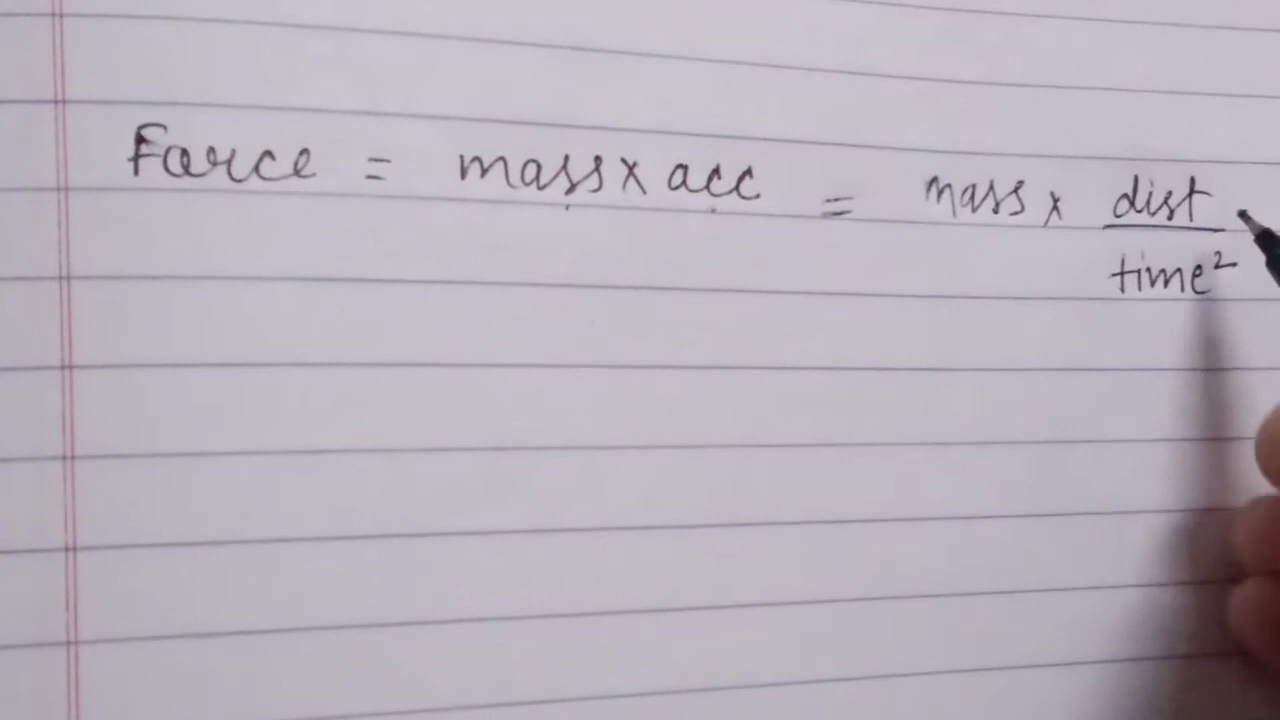 Force = mass x acc = mass x dist
time²